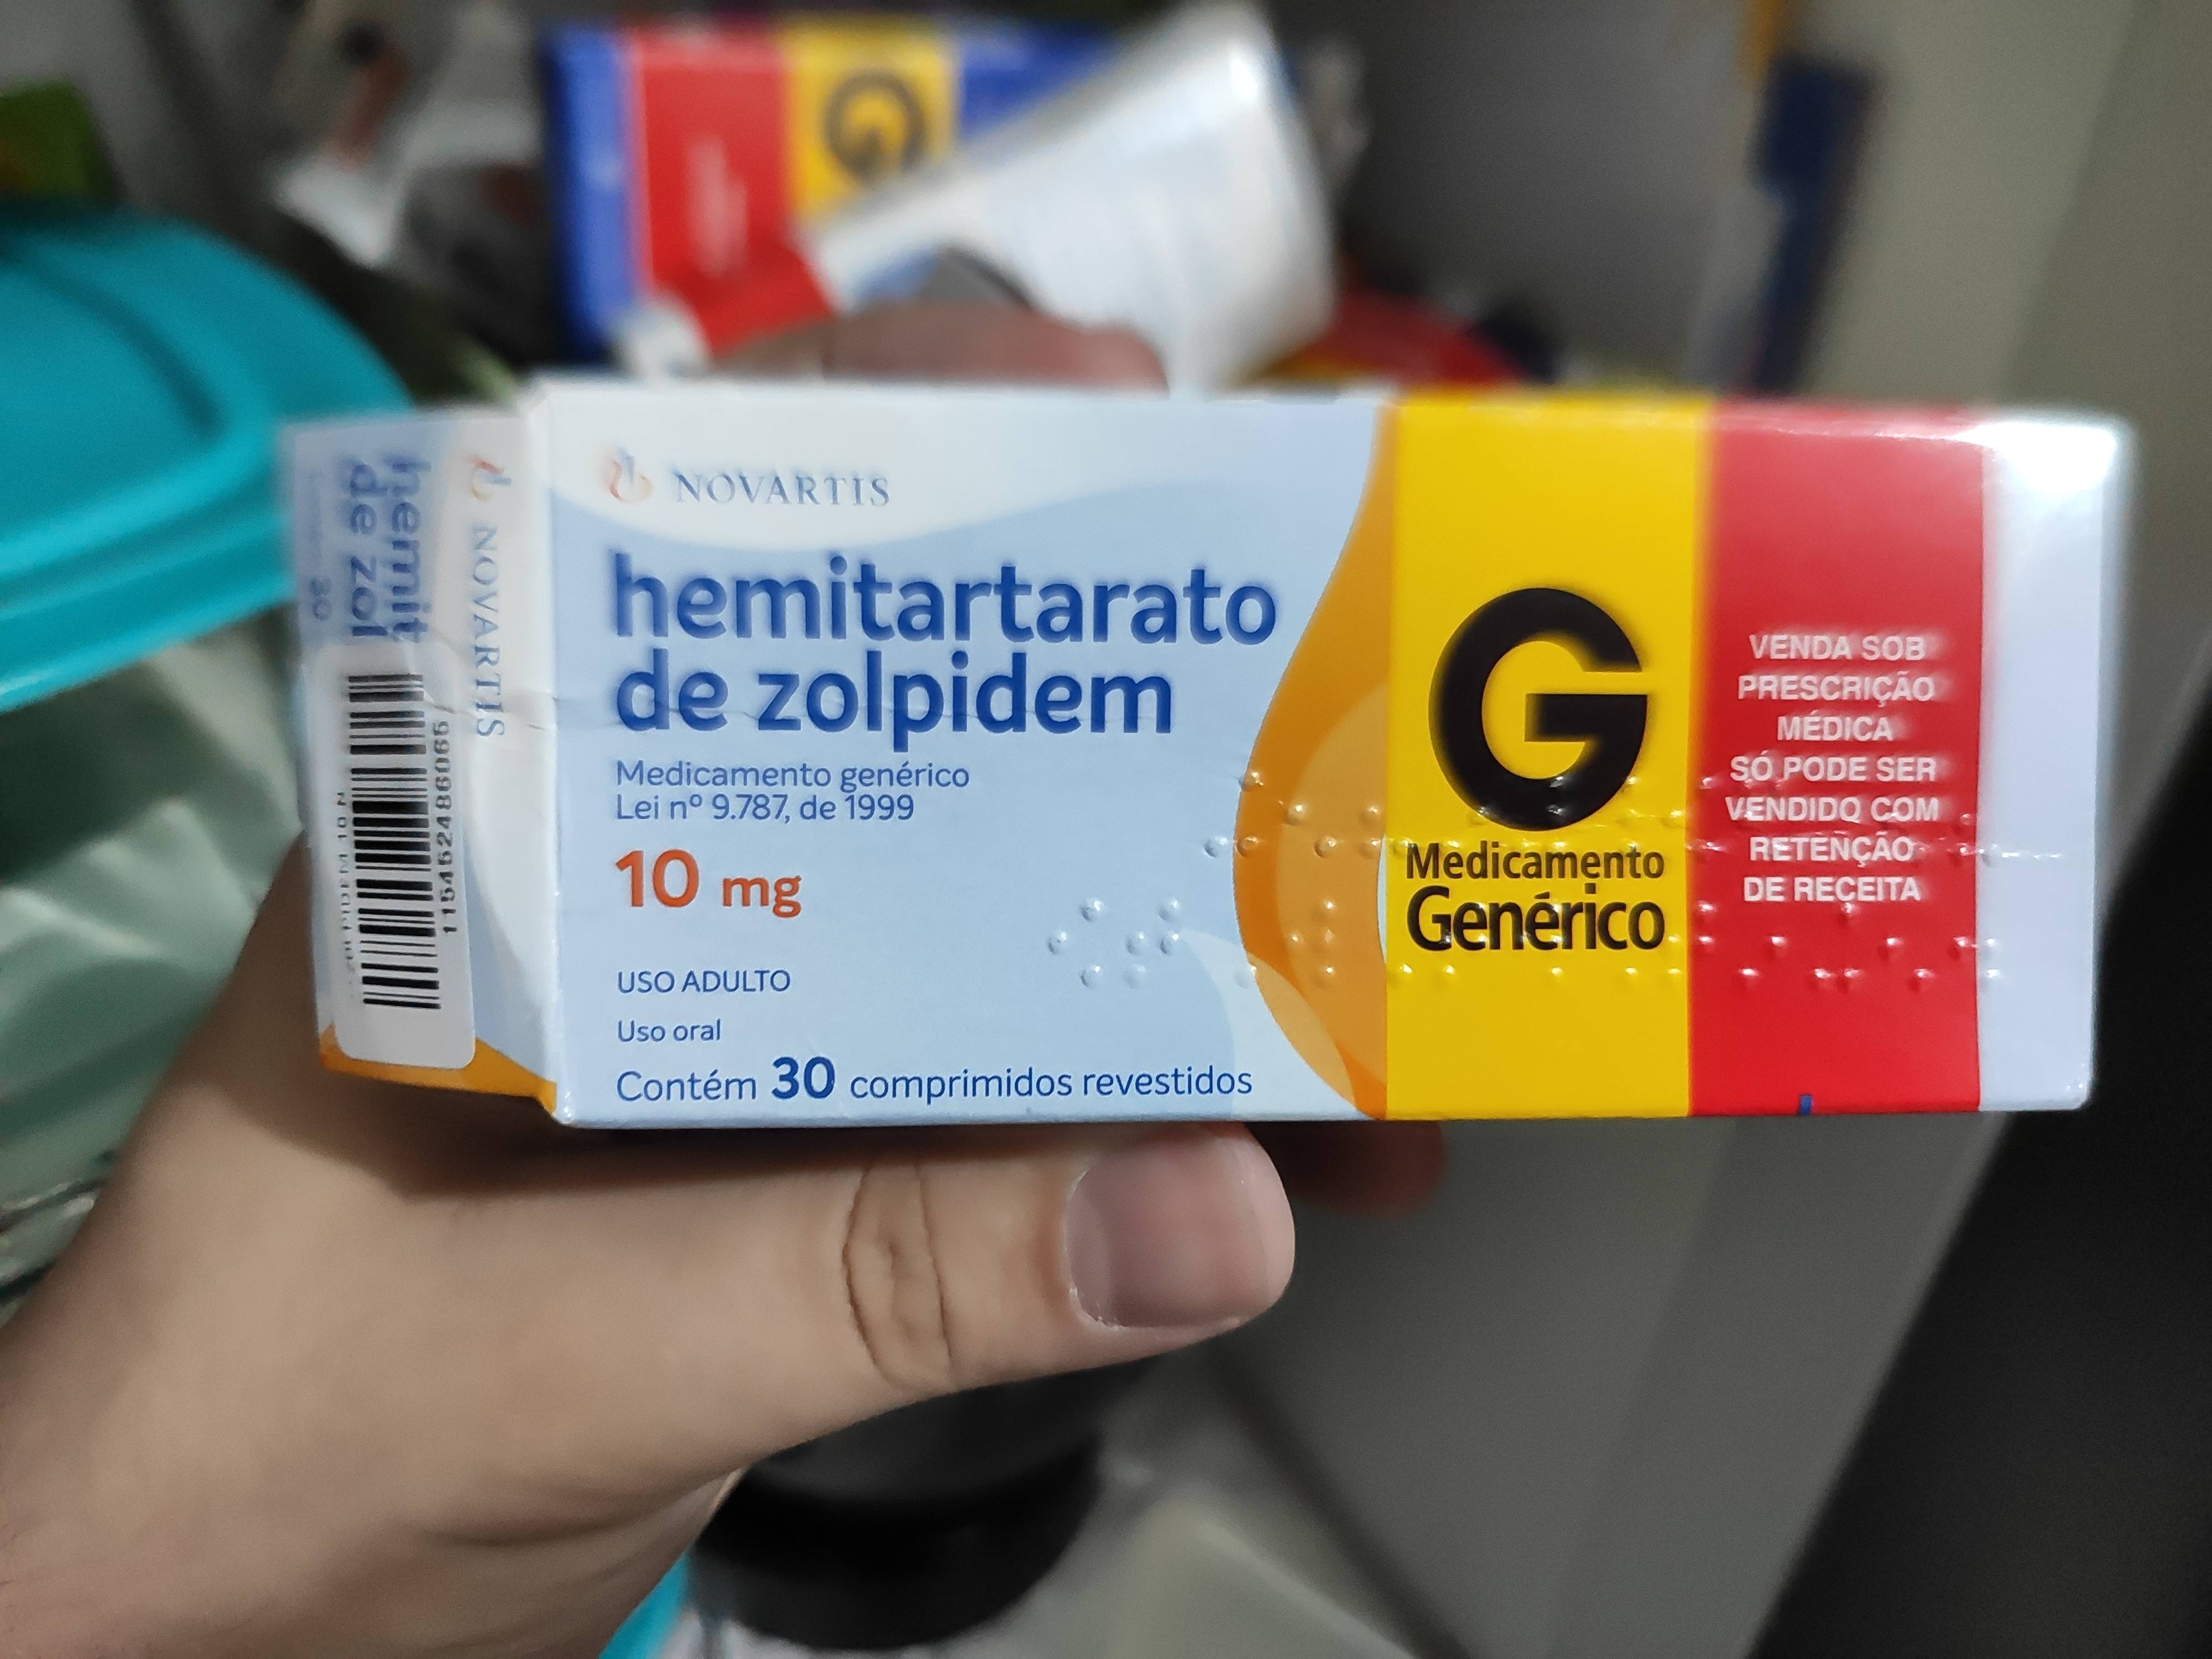 NOVARTIS
hemitartarato
de zolpidem
Medicamento genérico
Lei nº 9.787, de 1999
10 mg
USO ADULTO
Uso oral
Contém 30 comprimidos revestidos
G
Medicamento
Genérico
VENDA SOB
PRESCRIÇÃO
MÉDICA
SÓ PODE SER
VENDIDO COM
RETENÇÃO
DE RECEITA
NOVARTIS
hemit
de zol
30
G